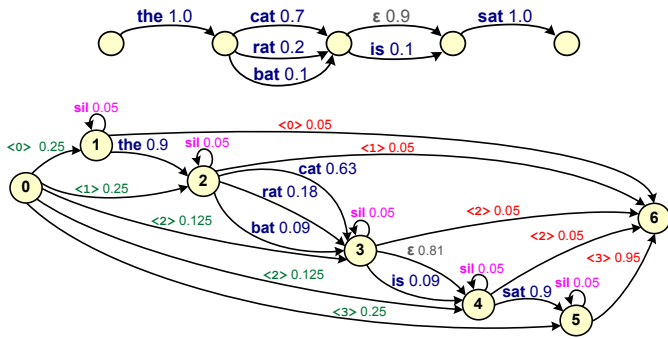 the 1.0 cat 0.7 ε 0.9 sat 1.0
rat 0.2 is 0.1
bat 0.1
sil 0.05
<0> 0.25 1 the 0.9 sil 0.05 <0> 0.05
<1> 0.05
0 <1> 0.25 2 cat 0.63
rat 0.18
<2> 0.125 bat 0.09 sil 0.05 <2> 0.05 6
3 ε 0.81 <2> 0.05
<2> 0.125 is 0.09 sil 0.05 <3> 0.95
4 sat 0.9 sil 0.05
<3> 0.25 5